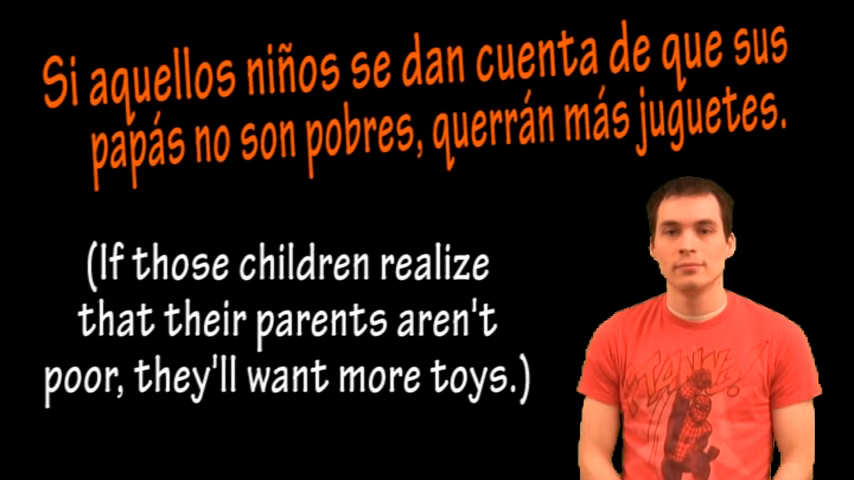 Si aquellos niños se dan cuenta de que sus
papás no son pobres, querrán más juguetes.
(If those children realize
that their parents aren't
poor, they'll want more toys.)